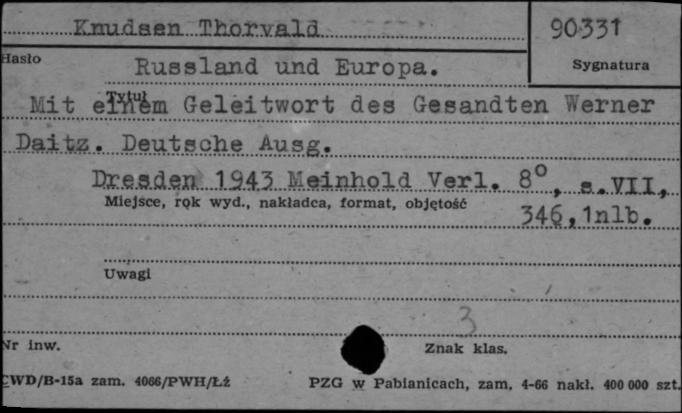 Knudsen Thorvald
90331
Hasło
Sygnatura
Russland und Europa.
Tytuł
Mit einem Geleitwort des Gesandten Werner
Daitz. Deutsche Ausg.
Dresden 1943 Meinhold Verl. 8°, s.VII,
Miejsce, rok wyd., nakładca, format, objętość
346,1nlb.
Uwagi
3
Nr inw.
Znak klas.
CWD/B-15a zam. 4066/PWH/Łż
PZG w Pabianicach, zam. 4-66 nakł. 400 000 szt.